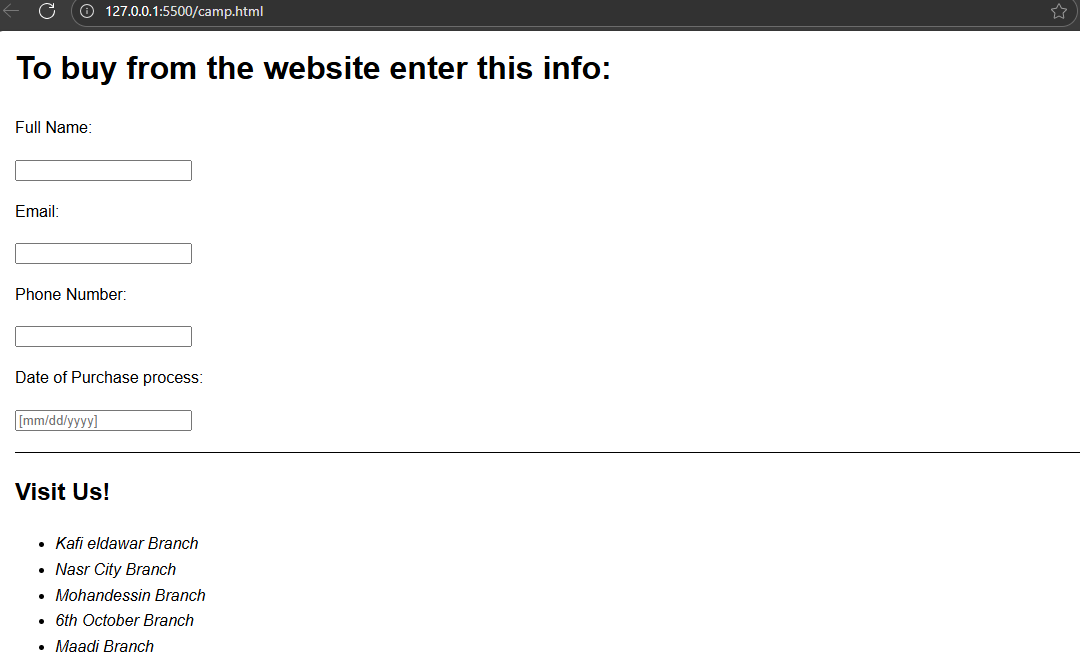 127.0.0.1:5500/camp.html
To buy from the website enter this info:
Full Name:
Email:
Phone Number:
Date of Purchase process:
[mm/dd/yyyy]
Visit Us!
Kafi eldawar Branch
Nasr City Branch
Mohandessin Branch
6th October Branch
Maadi Branch